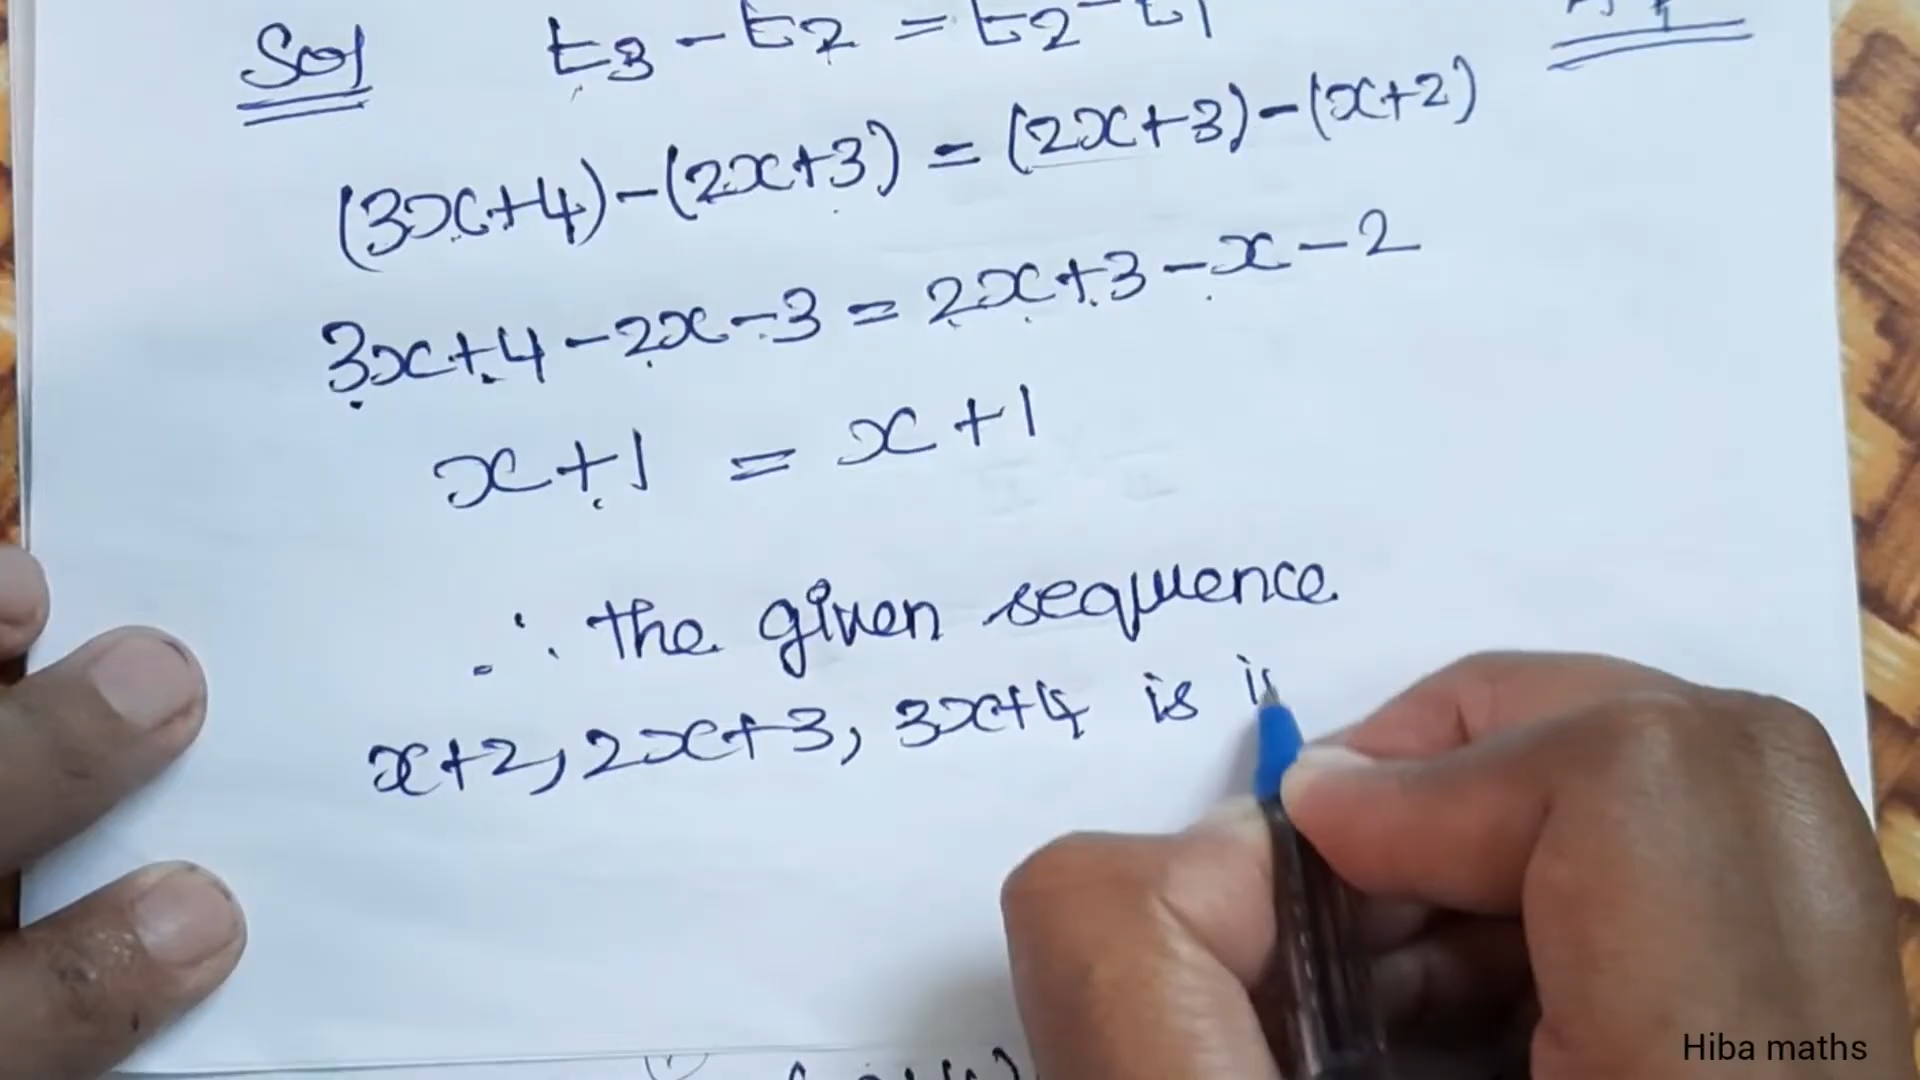 Sol t3 - t2 = t2 - t1
(3x+4)-(2x+3) = (2x+3)-(x+2)
3x+4-2x-3 = 2x+3-x-2
x+1 = x+1
∴ the given sequence
x+2, 2x+3, 3x+4 is
Hiba maths